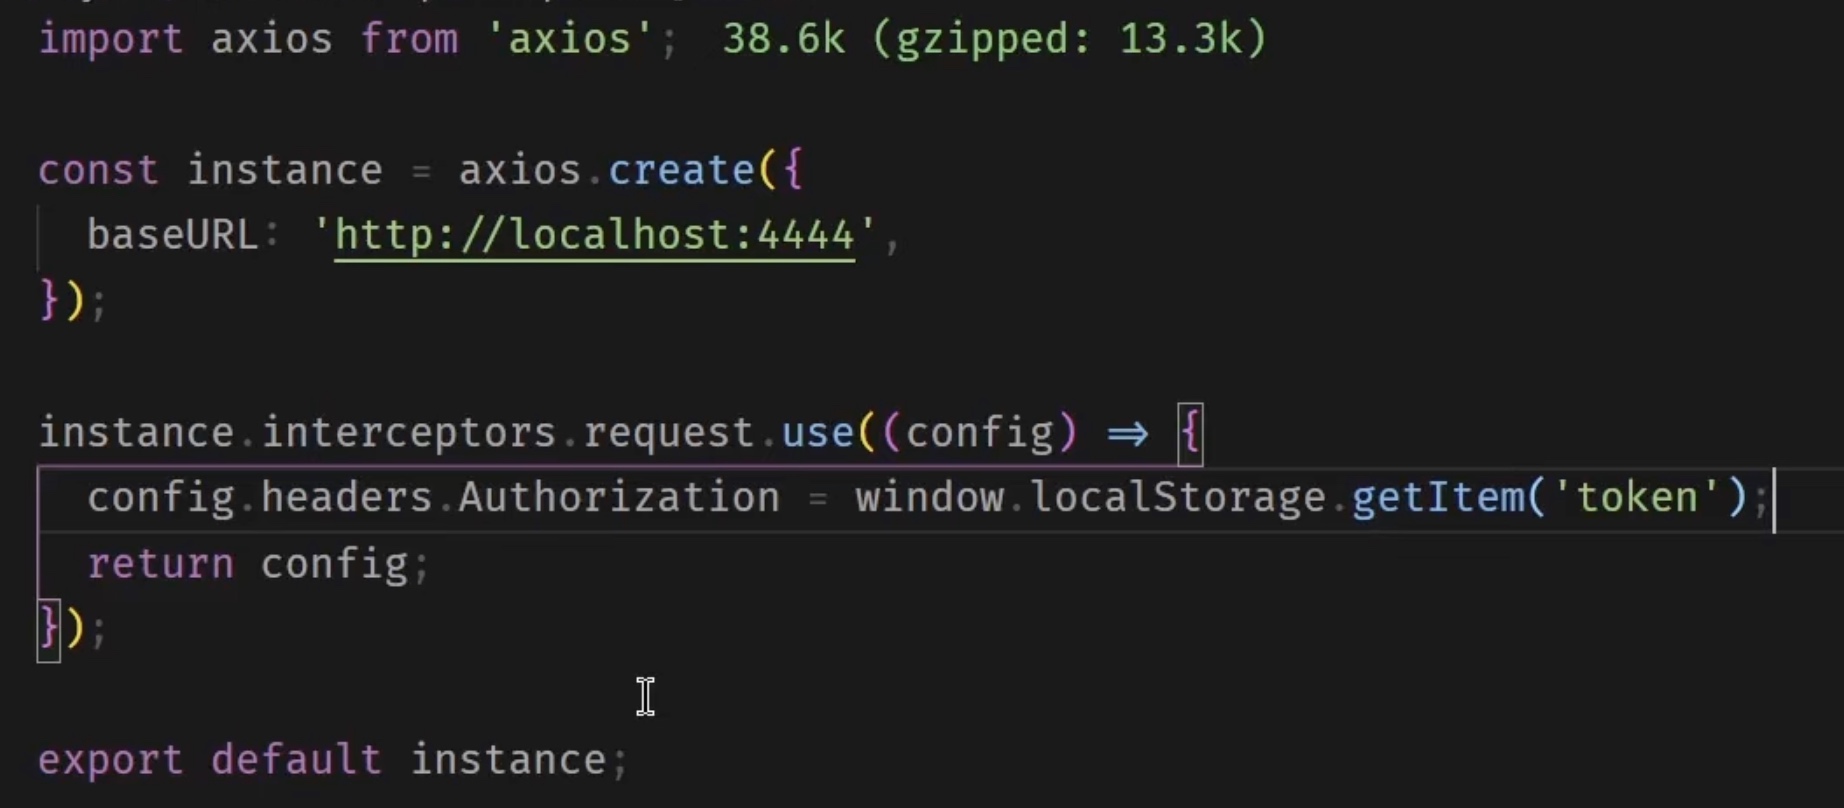 import axios from 'axios'; 38.6k (gzipped: 13.3k)
const instance = axios.create({
baseURL: 'http://localhost:4444',
});
instance.interceptors.request.use((config) => {
config.headers.Authorization = window.localStorage.getItem('token');
return config;
});
export default instance;